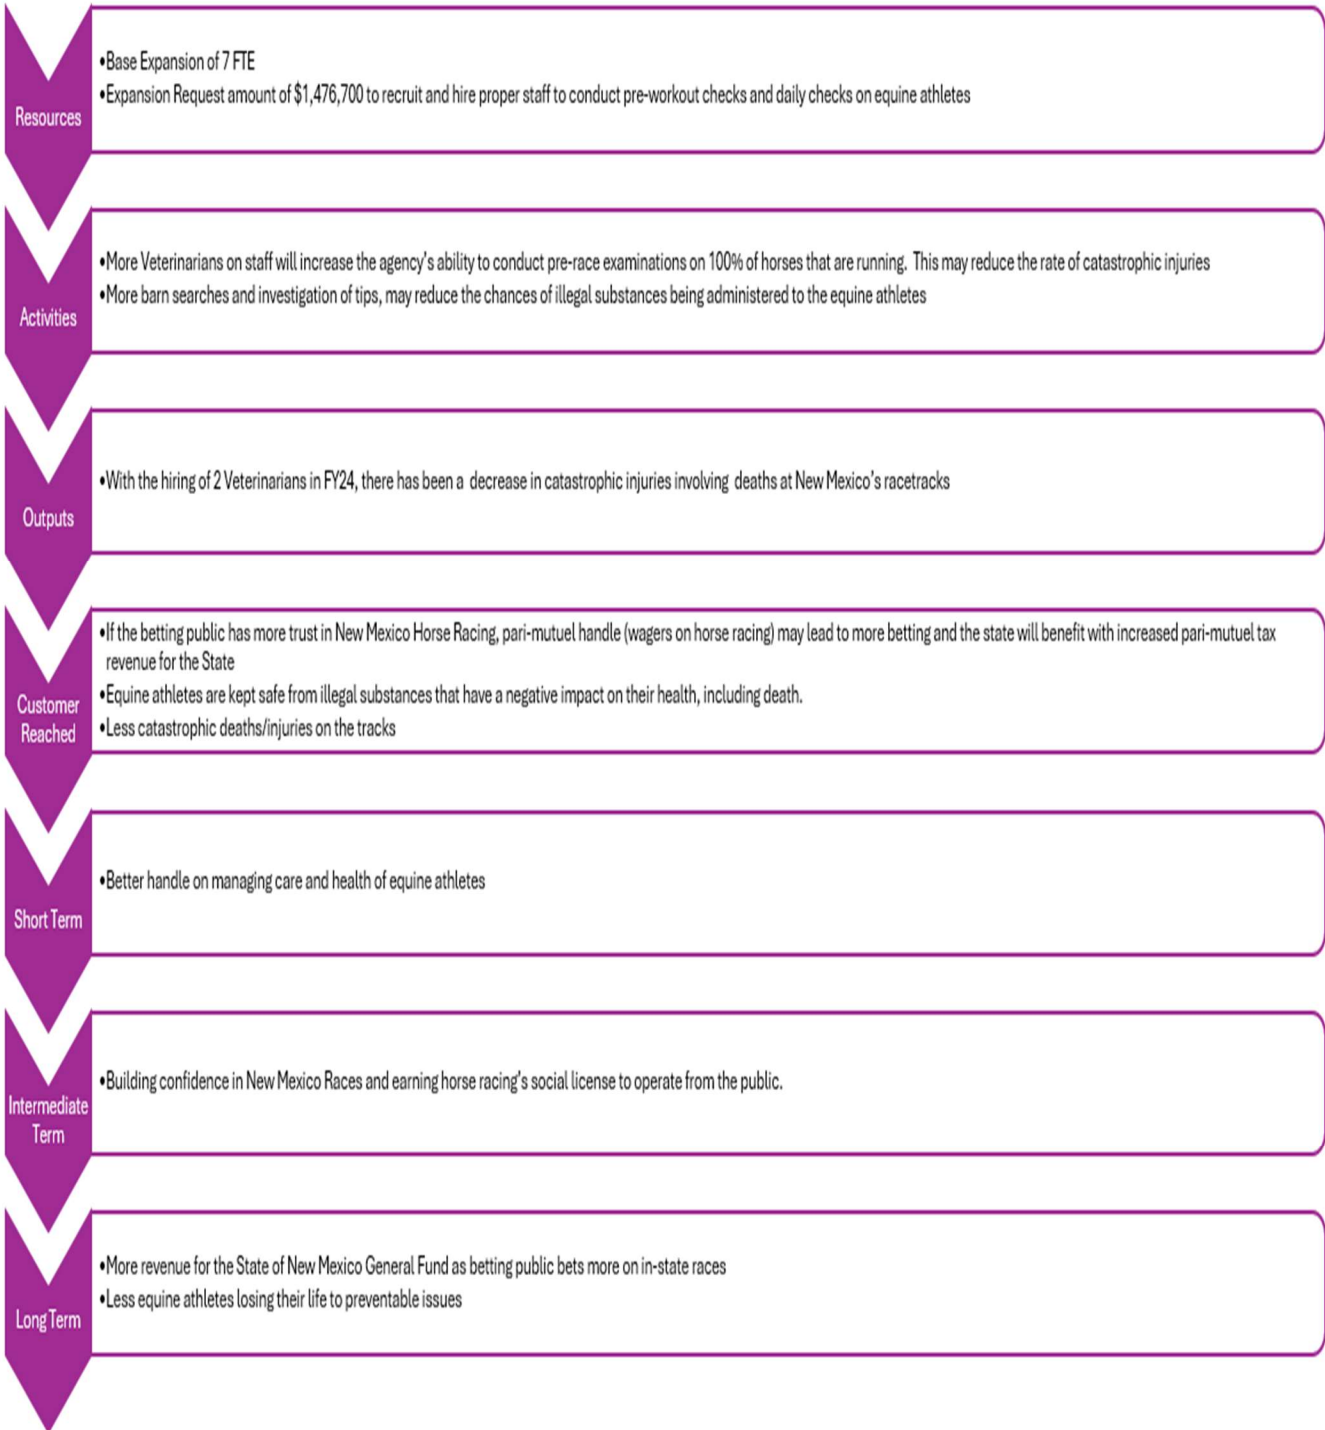 Resources
•Base Expansion of 7 FTE
•Expansion Request amount of $1,476,700 to recruit and hire proper staff to conduct pre-workout checks and daily checks on equine athletes
Activities
•More Veterinarians on staff will increase the agency's ability to conduct pre-race examinations on 100% of horses that are running.  This may reduce the rate of catastrophic injuries
•More barn searches and investigation of tips, may reduce the chances of illegal substances being administered to the equine athletes
Outputs
•With the hiring of 2 Veterinarians in FY24, there has been a  decrease in catastrophic injuries involving  deaths at New Mexico's racetracks
Customer
Reached
•If the betting public has more trust in New Mexico Horse Racing, pari-mutuel handle (wagers on horse racing) may lead to more betting and the state will benefit with increased pari-mutuel tax
revenue for the State
•Equine athletes are kept safe from illegal substances that have a negative impact on their health, including death.
•Less catastrophic deaths/injuries on the tracks
Short Term
•Better handle on managing care and health of equine athletes
Intermediate
Term
•Building confidence in New Mexico Races and earning horse racing's social license to operate from the public.
Long Term
•More revenue for the State of New Mexico General Fund as betting public bets more on in-state races
•Less equine athletes losing their life to preventable issues